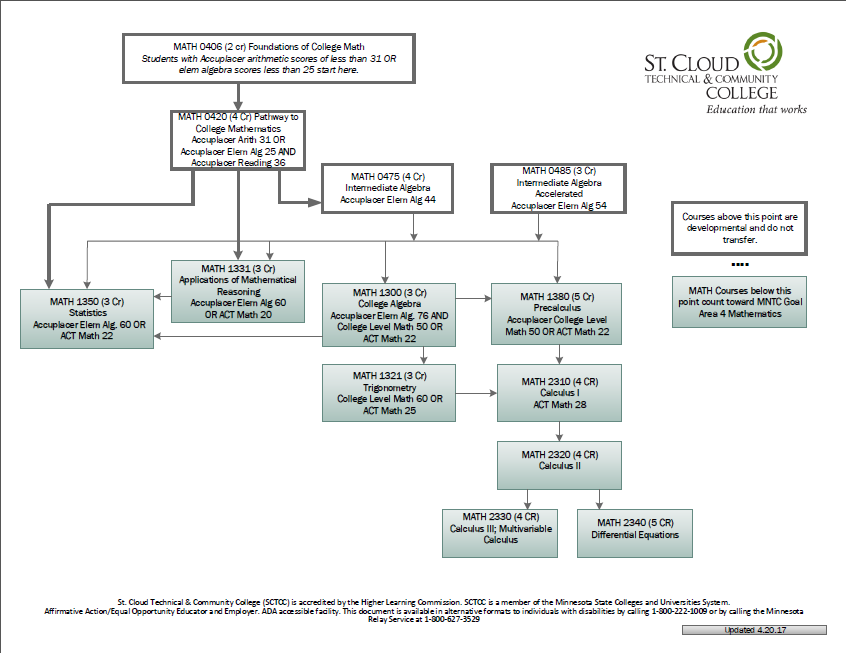 MATH 0406 (2 cr) Foundations of College Math
Students with Accuplacer arithmetic scores of less than 31 OR
elem algebra scores less than 25 start here.
ST. CLOUD
TECHNICAL & COMMUNITY
COLLEGE
Education that works
MATH 0420 (4 Cr) Pathway to
College Mathematics
Accuplacer Arith 31 OR
Accuplacer Elem Alg 25 AND
Accuplacer Reading 36
MATH 0475 (4 Cr)
Intermediate Algebra
Accuplacer Elem Alg 44
MATH 0485 (3 Cr)
Intermediate Algebra
Accelerated
Accuplacer Elem Alg 54
Courses above this point are
developmental and do not
transfer.
MATH 1350 (3 Cr)
Statistics
Accuplacer Elem Alg. 60 OR
ACT Math 22
MATH 1331 (3 Cr)
Applications of Mathematical
Reasoning
Accuplacer Elem Alg 60
OR ACT Math 20
MATH 1300 (3 Cr)
College Algebra
Accuplacer Elem Alg. 76 AND
College Level Math 50 OR
ACT Math 22
MATH 1380 (5 Cr)
Precalculus
Accuplacer College Level
Math 50 OR ACT Math 22
MATH Courses below this
point count toward MNTC Goal
Area 4 Mathematics
MATH 1321 (3 Cr)
Trigonometry
College Level Math 60 OR
ACT Math 25
MATH 2310 (4 CR)
Calculus I
ACT Math 28
MATH 2320 (4 CR)
Calculus II
MATH 2330 (4 CR)
Calculus III; Multivariable
Calculus
MATH 2340 (5 CR)
Differential Equations
St. Cloud Technical & Community College (SCTCC) is accredited by the Higher Learning Commission. SCTCC is a member of the Minnesota State Colleges and Universities System.
Affirmative Action/Equal Opportunity Educator and Employer. ADA accessible facility. This document is available in alternative formats to individuals with disabilities by calling 1-800-222-1009 or by calling the Minnesota
Relay Service at 1-800-627-3529
Updated 4.20.17